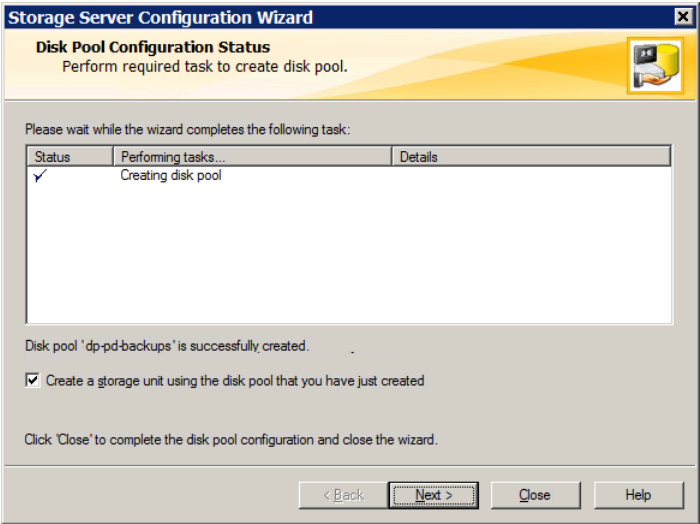 Storage Server Configuration Wizard
Disk Pool Configuration Status
Perform required task to create disk pool.
Please wait while the wizard completes the following task:
Status Performing tasks... Details
Creating disk pool
Disk pool 'dp-pd-backups' is successfully created.
Create a storage unit using the disk pool that you have just created
Click 'Close' to complete the disk pool configuration and close the wizard.
< Back Next > Close Help